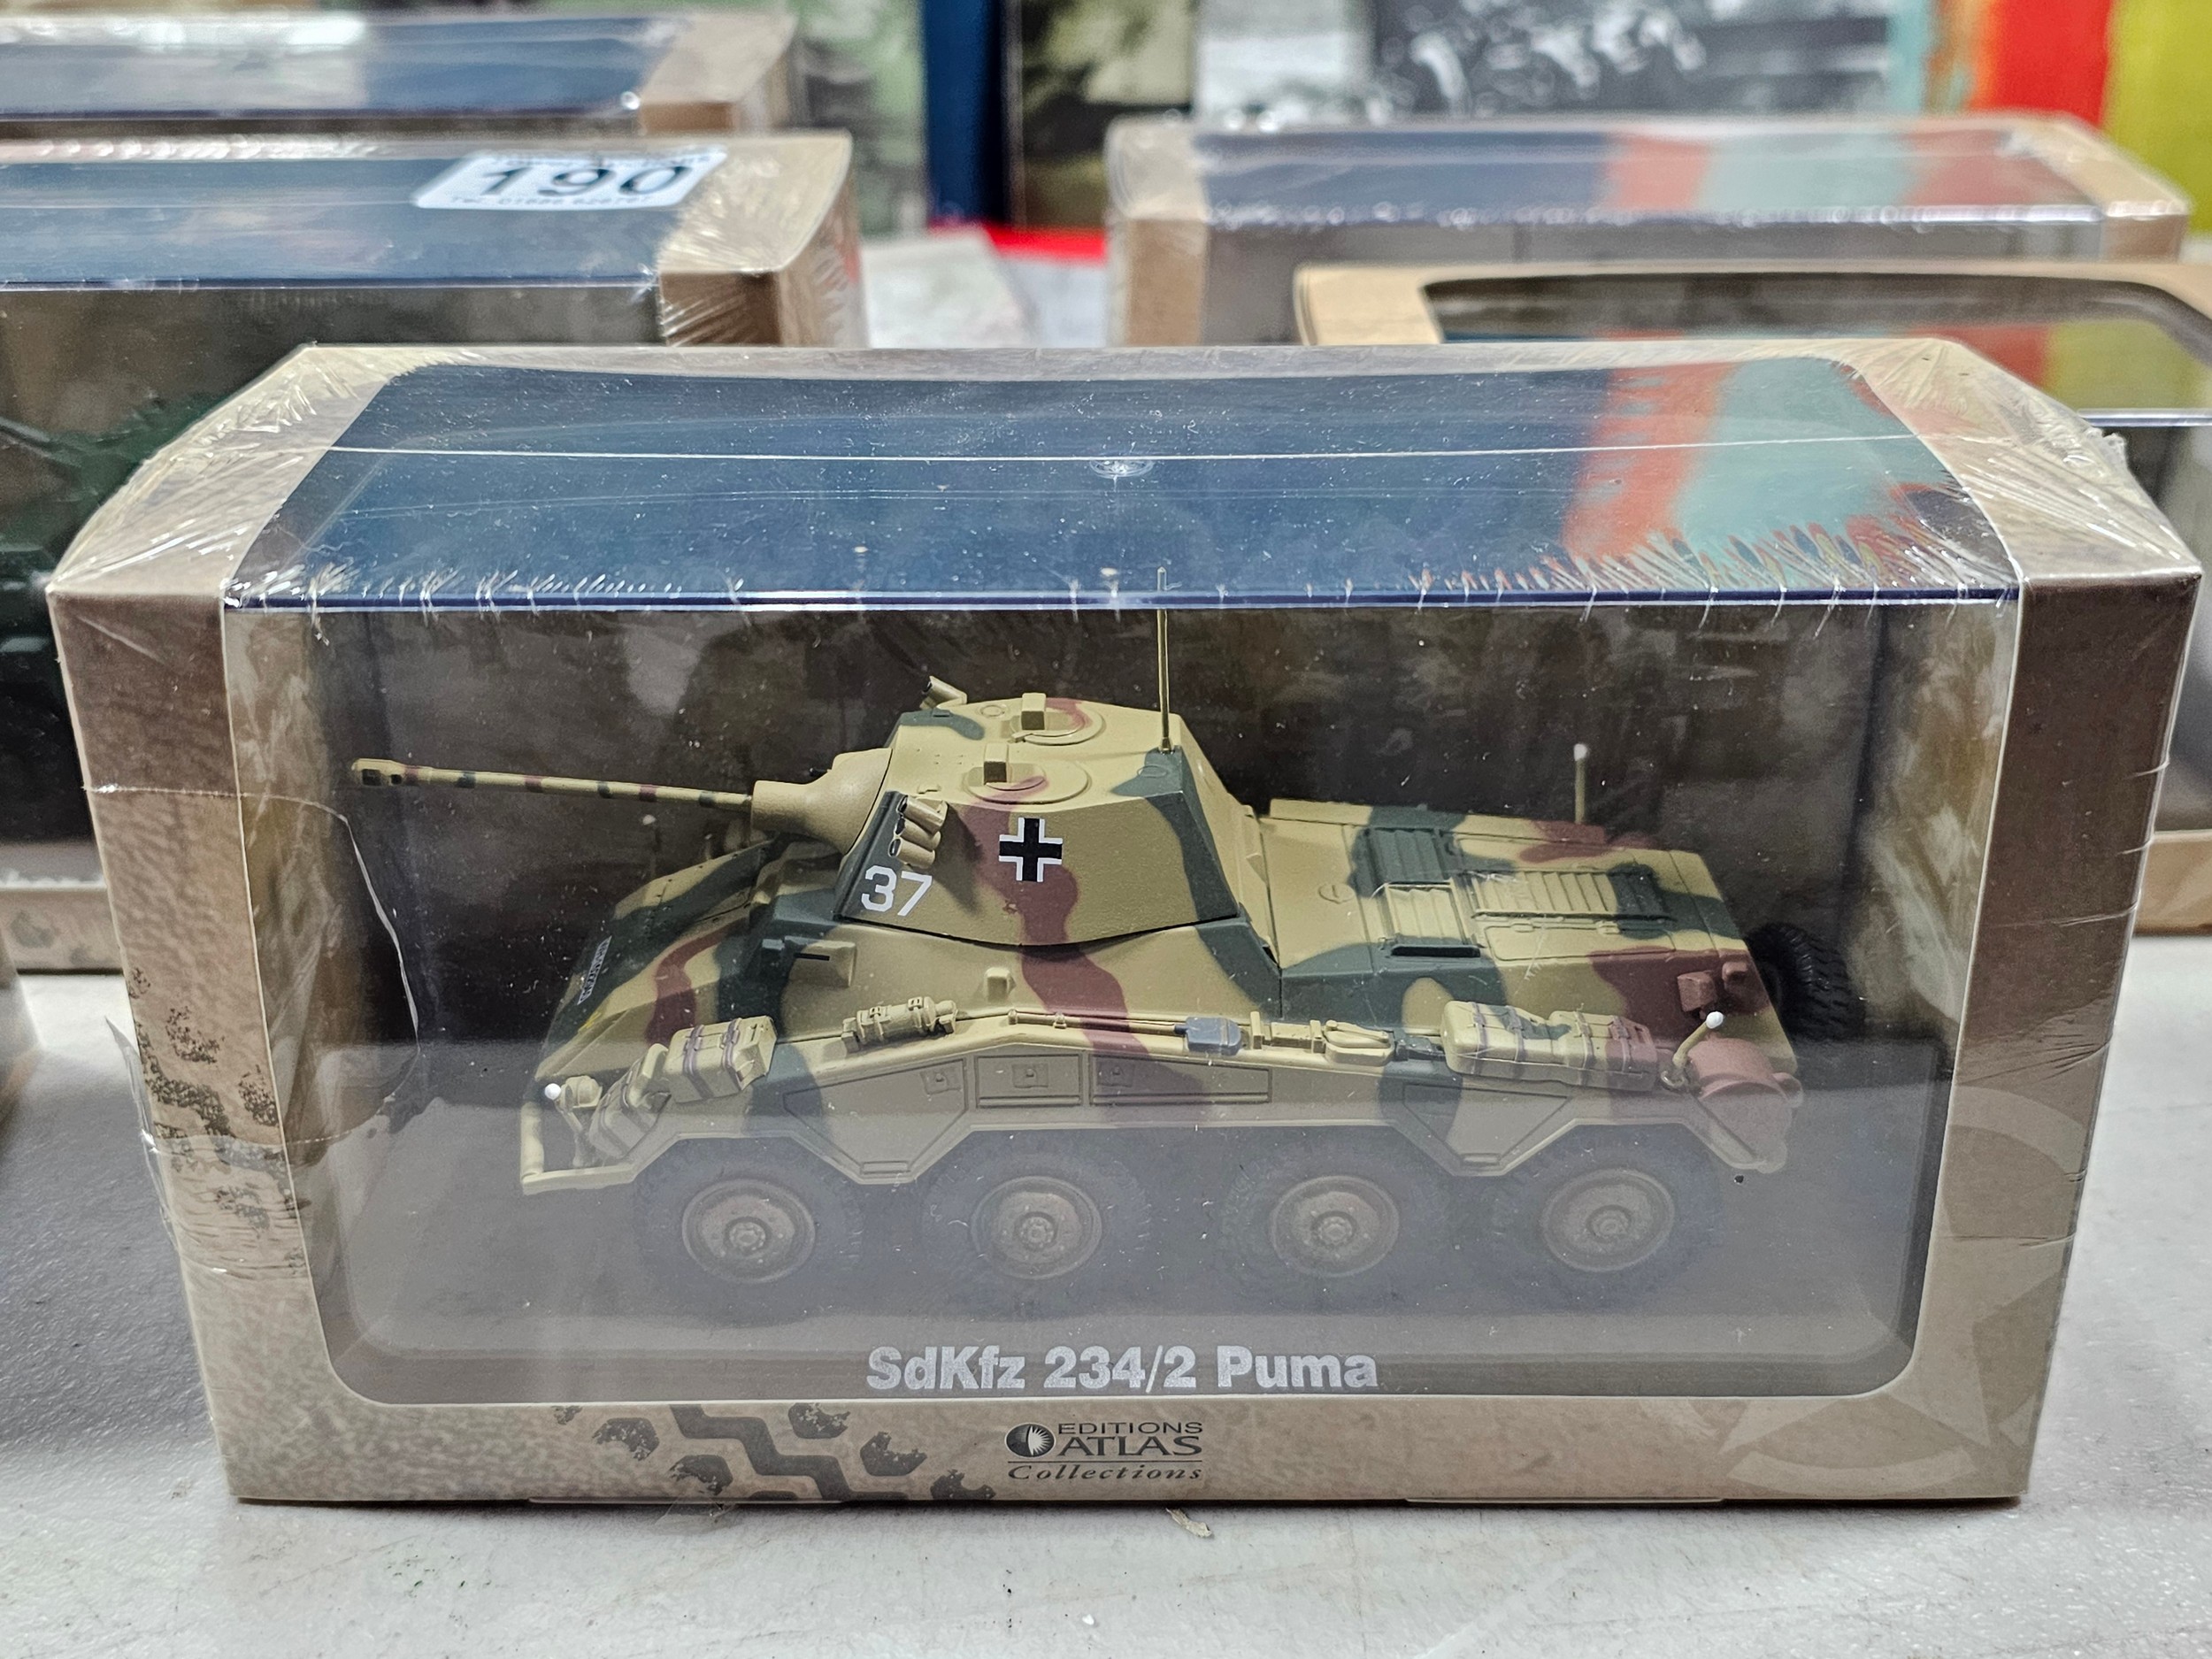 190
37
SdKfz 234/2 Puma
EDITIONS
ATLAS
Collections